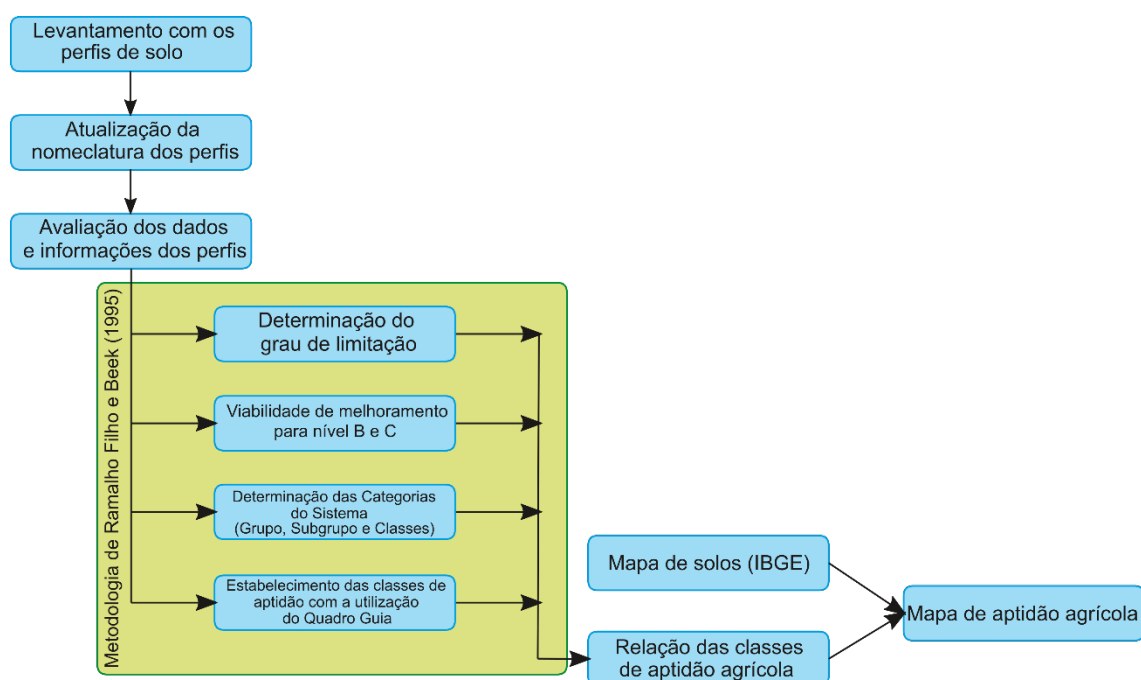 Levantamento com os
perfis de solo
Atualização da
nomeclatura dos perfis
Avaliação dos dados
e informações dos perfis
Metodologia de Ramalho Filho e Beek (1995)
Determinação do
grau de limitação
Viabilidade de melhoramento
para nível B e C
Determinação das Categorias
do Sistema
(Grupo, Subgrupo e Classes)
Estabelecimento das classes de
aptidão com a utilização
do Quadro Guia
Mapa de solos (IBGE)
Relação das classes
de aptidão agrícola
Mapa de aptidão agrícola